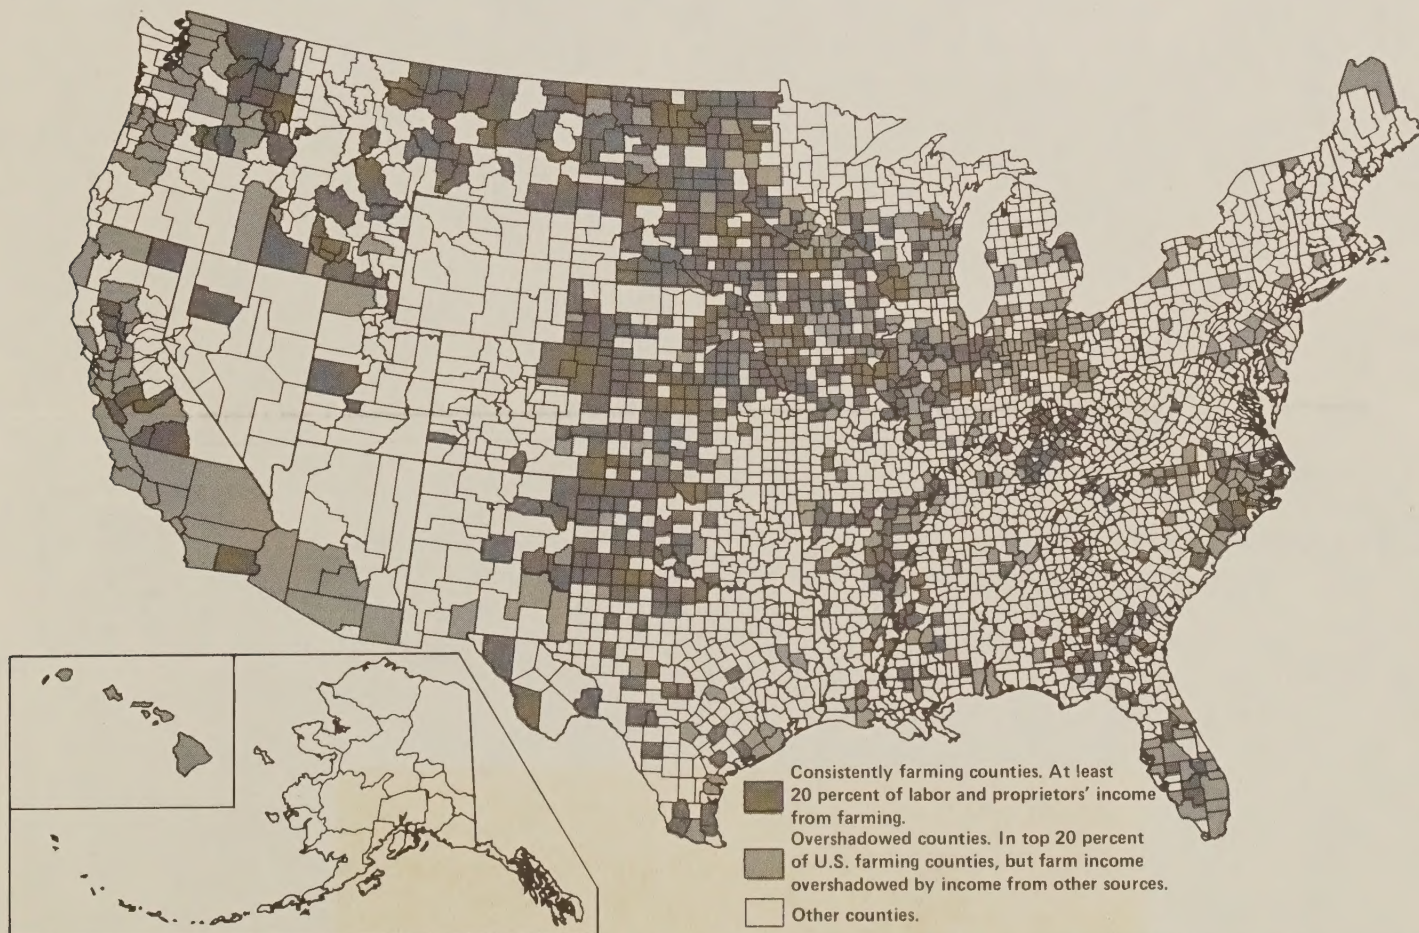 Consistently farming counties. At least
20 percent of labor and proprietors' income
from farming.
Overshadowed counties. In top 20 percent
of U.S. farming counties, but farm income
overshadowed by income from other sources.
Other counties.